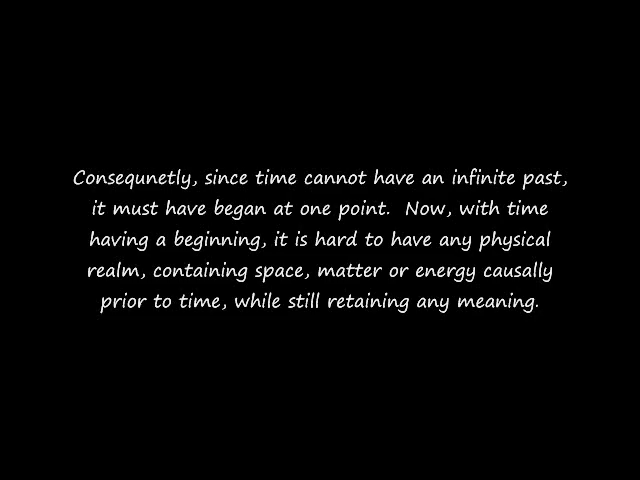 Consequnetly, since time cannot have an infinite past,
it must have began at one point.  Now, with time
having a beginning, it is hard to have any physical
realm, containing space, matter or energy causally
prior to time, while still retaining any meaning.